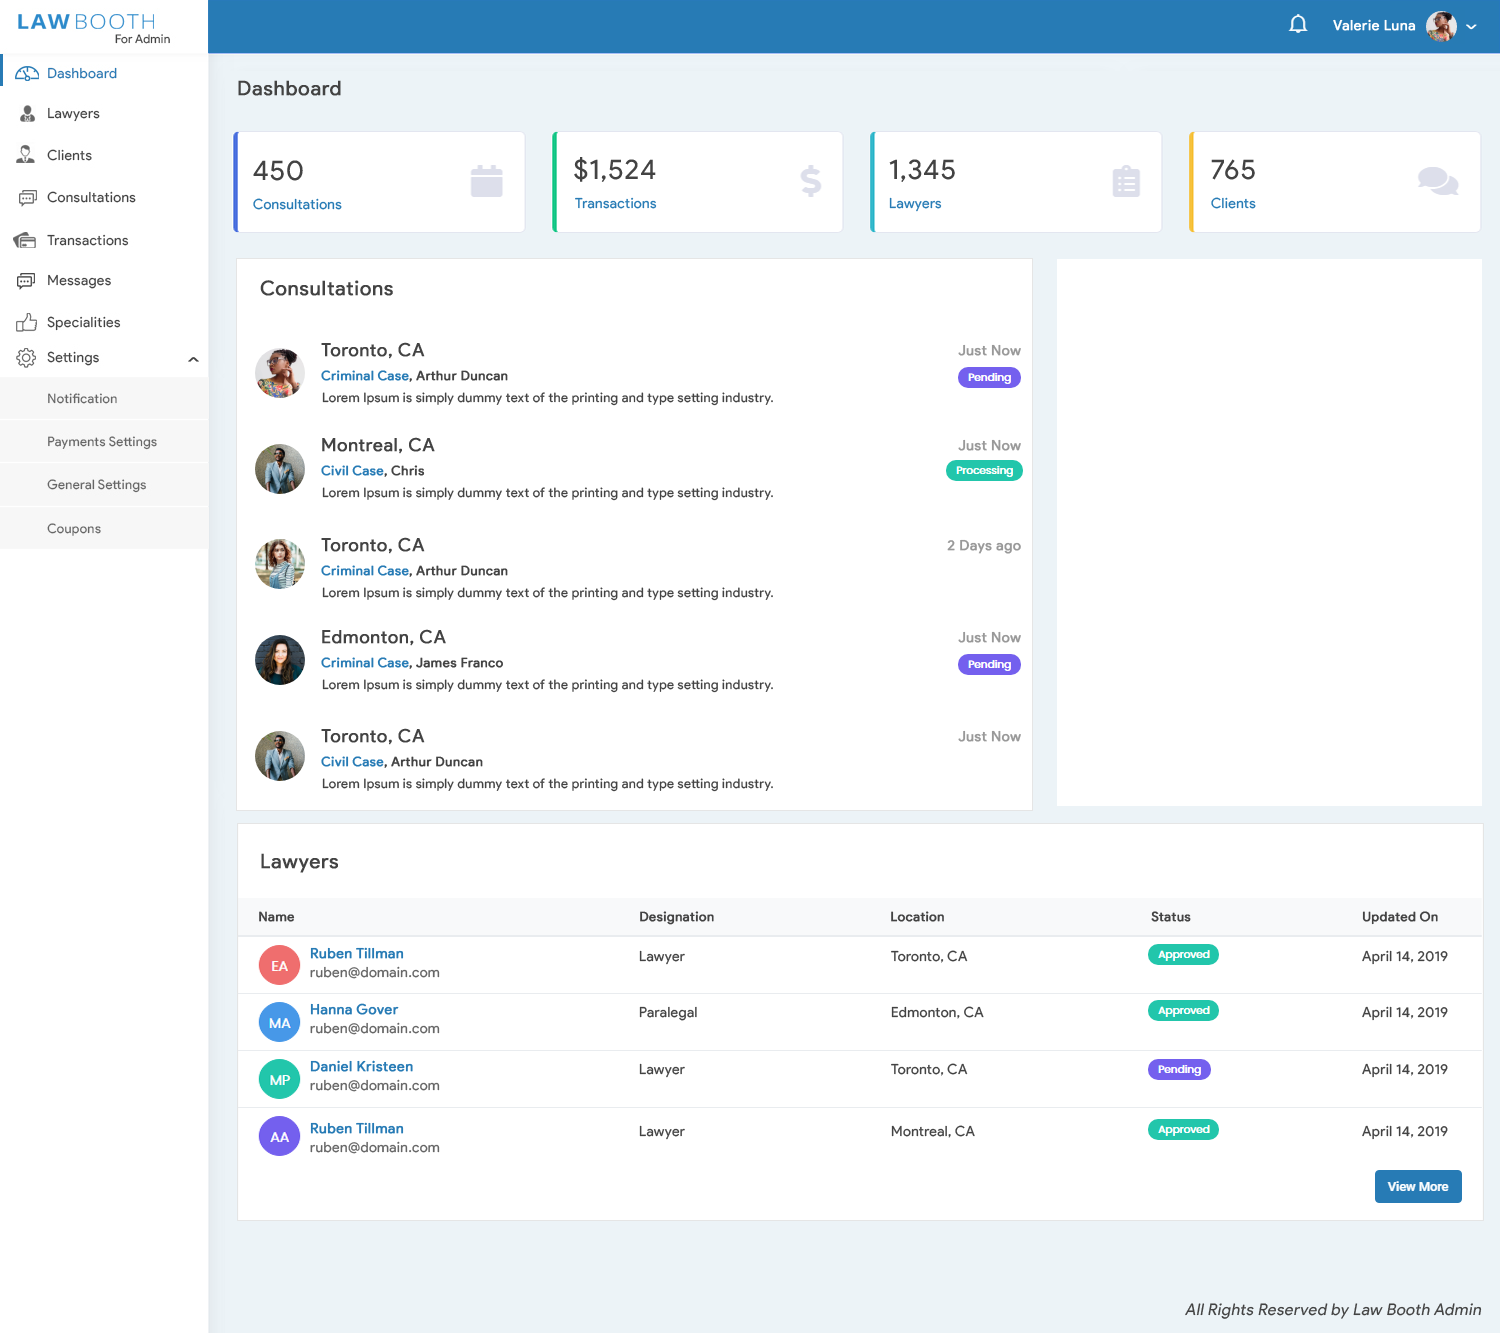 LAW BOOTH
For Admin
Valerie Luna
Dashboard
Lawyers
Clients
Consultations
Transactions
Messages
Specialities
Settings
Notification
Payments Settings
General Settings
Coupons
Dashboard
450
Consultations
$1,524
Transactions
1,345
Lawyers
765
Clients
Consultations
Toronto, CA
Just Now
Criminal Case, Arthur Duncan
Pending
Lorem Ipsum is simply dummy text of the printing and type setting industry.
Montreal, CA
Just Now
Civil Case, Chris
Processing
Lorem Ipsum is simply dummy text of the printing and type setting industry.
Toronto, CA
2 Days ago
Criminal Case, Arthur Duncan
Lorem Ipsum is simply dummy text of the printing and type setting industry.
Edmonton, CA
Just Now
Criminal Case, James Franco
Pending
Lorem Ipsum is simply dummy text of the printing and type setting industry.
Toronto, CA
Just Now
Civil Case, Arthur Duncan
Lorem Ipsum is simply dummy text of the printing and type setting industry.
Lawyers
Name Designation Location Status Updated On
EA
Ruben Tillman
ruben@domain.com
Lawyer Toronto, CA Approved April 14, 2019
MA
Hanna Gover
ruben@domain.com
Paralegal Edmonton, CA Approved April 14, 2019
MP
Daniel Kristeen
ruben@domain.com
Lawyer Toronto, CA Pending April 14, 2019
AA
Ruben Tillman
ruben@domain.com
Lawyer Montreal, CA Approved April 14, 2019
View More
All Rights Reserved by Law Booth Admin